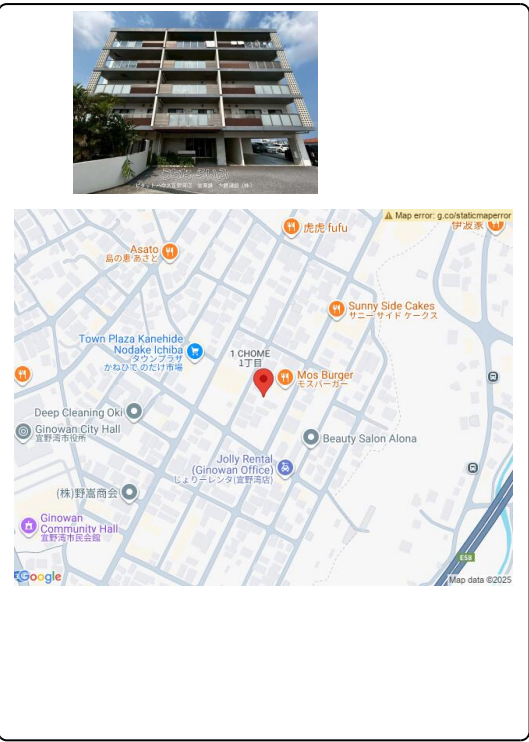 Map error: g.co/staticmaperror
虎虎 fufu
伊波家
Asato
島の恵 あさと
Sunny Side Cakes
サニー サイド ケークス
Town Plaza Kanehide
Nodake Ichiba
タウンプラザ
かねひで のだけ市場
1 CHOME
1丁目
Mos Burger
モスバーガー
Deep Cleaning Oki
Ginowan City Hall
宜野湾市役所
Beauty Salon Alona
Jolly Rental
(Ginowan Office)
じょりーレンタ(宜野湾店)
(株)野嵩商会
Ginowan
Community Hall
宜野湾市民会館
E58
Google
Map data ©2025